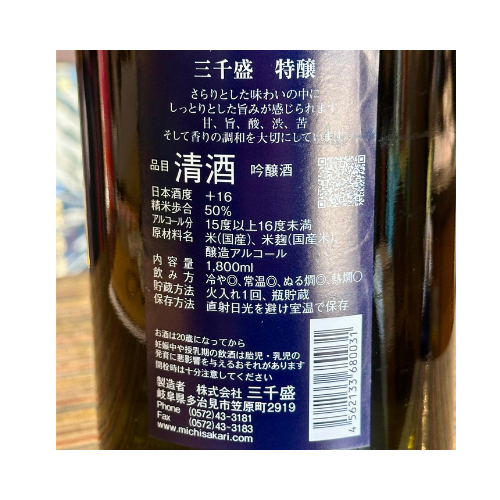 三千盛 特醸
さらりとした味わいの中に
しっとりとした旨みが感じられます
甘、旨、酸、渋、苦
そして香りの調和を大切にしています。
品目 清酒 吟醸酒
日本酒度 +16
精米歩合 50%
アルコール分 15度以上16度未満
原材料名 米(国産)、米麹(国産米)
醸造アルコール
内容量 1,800ml
飲み方 冷や◎、常温◎、ぬる燗◎、熱燗○
貯蔵方法 火入れ1回、瓶貯蔵
保存方法 直射日光を避け室温で保存
お酒は20歳になってから
妊娠中や授乳期の飲酒は胎児・乳児の
発育に悪影響を与えるおそれがあります
開栓時は十分注意してください
製造者 株式会社 三千盛
岐阜県多治見市笠原町2919
Phone (0572)43-3181
Fax (0572)43-3183
www.michisakari.com
4562133680031